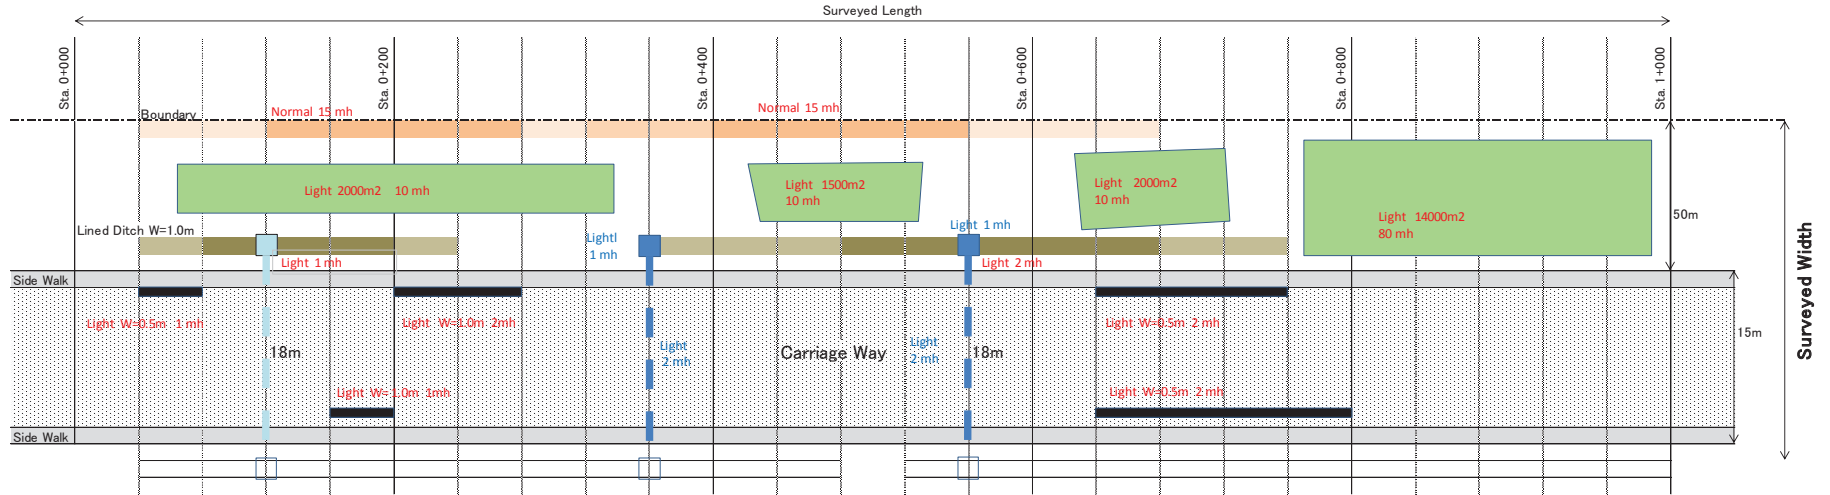 Surveyed Length
Sta. 0+000
Sta. 0+200
Sta. 0+400
Sta. 0+600
Sta. 0+800
Sta. 1+000
Boundary
Normal 15 mh
Normal 15 mh
Light 2000m2 10 mh
Light 1500m2
10 mh
Light 2000m2
10 mh
Light 14000m2
80 mh
50m
Surveyed Width
Lined Ditch W=1.0m
Light 1 mh
Lightl
1 mh
Light 1 mh
Light 2 mh
Side Walk
Light W=0.5m 1 mh
Light W=1.0m 2mh
Light W=0.5m 2 mh
15m
18m
Light
2 mh
Carriage Way
Light
2 mh
18m
Light W=1.0m 1mh
Light W=0.5m 2 mh
Side Walk